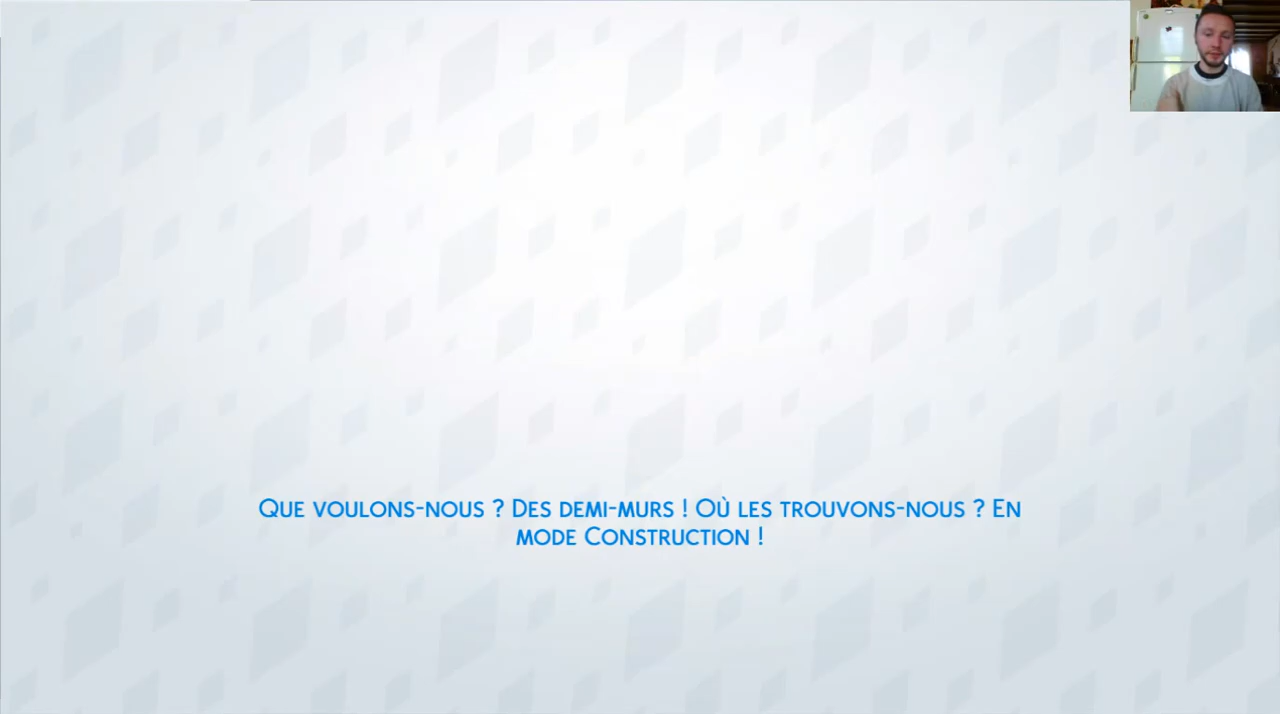 Que voulons-nous ? Des demi-murs ! Où les trouvons-nous ? En
mode Construction !